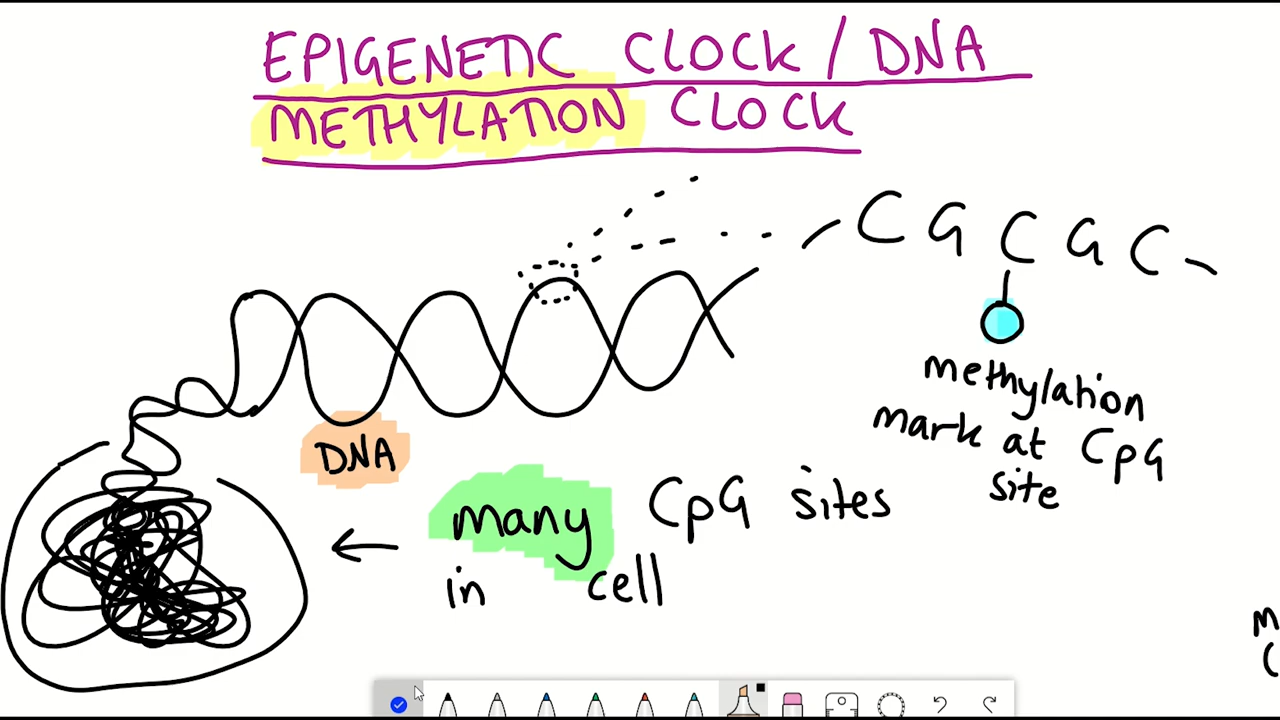 EPIGENETIC CLOCK / DNA
METHYLATION CLOCK
C G C G C
methylation
mark at CpG
site
DNA
many CpG sites
in cell